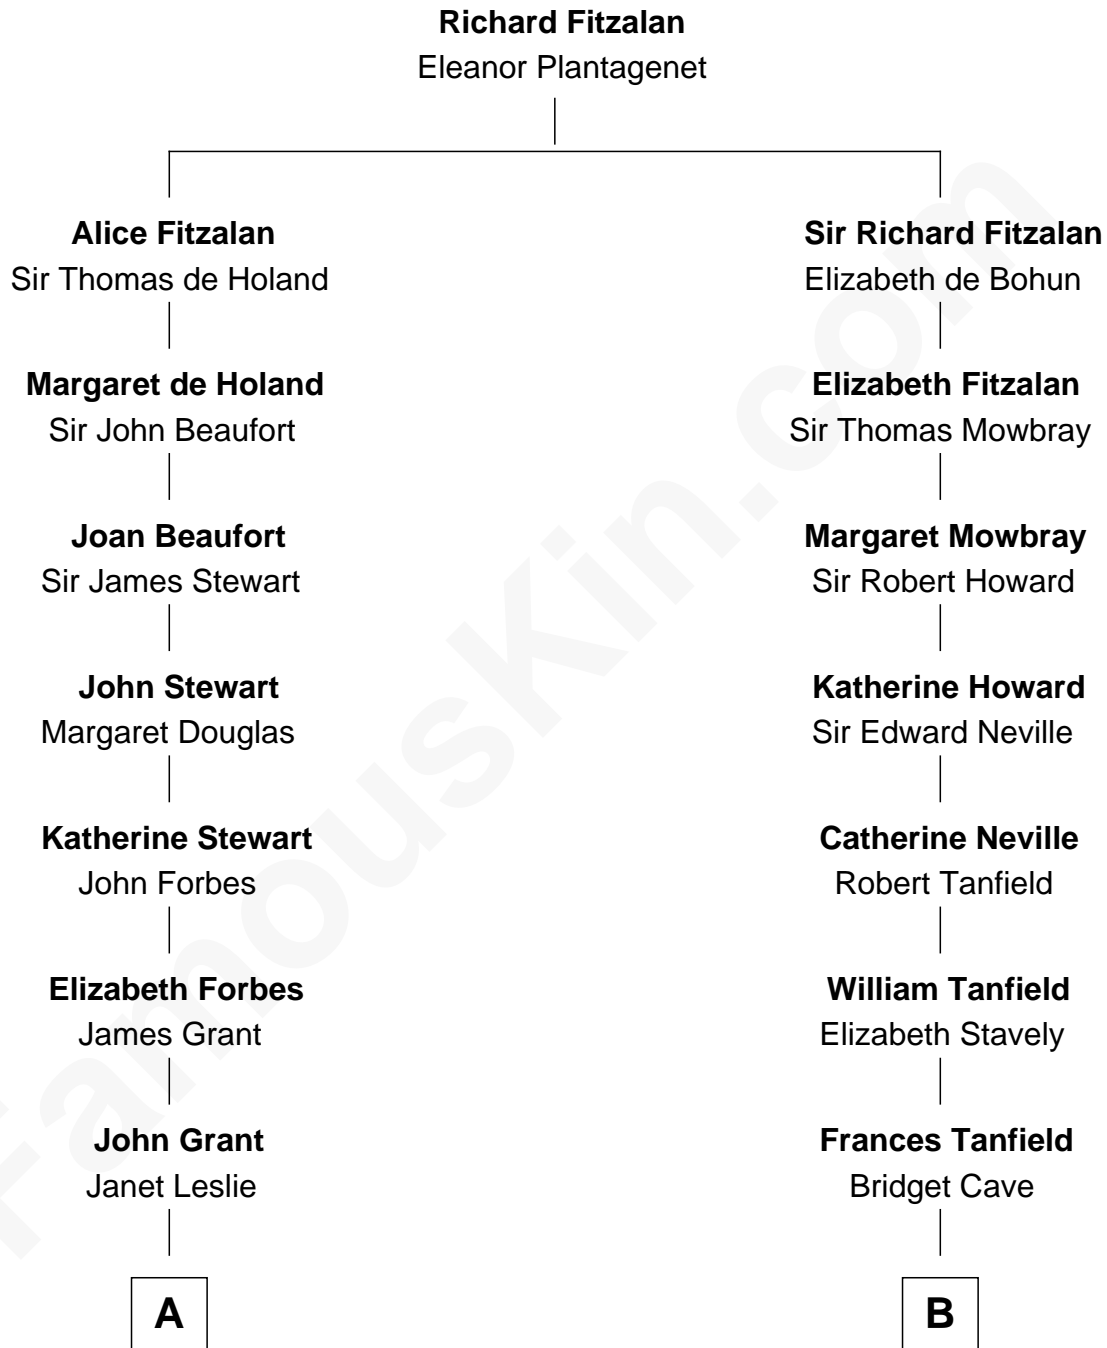 Richard Fitzalan
Eleanor Plantagenet
Alice Fitzalan
Sir Thomas de Holand
Sir Richard Fitzalan
Elizabeth de Bohun
Margaret de Holand
Sir John Beaufort
Elizabeth Fitzalan
Sir Thomas Mowbray
Joan Beaufort
Sir James Stewart
Margaret Mowbray
Sir Robert Howard
John Stewart
Margaret Douglas
Katherine Howard
Sir Edward Neville
Katherine Stewart
John Forbes
Catherine Neville
Robert Tanfield
Elizabeth Forbes
James Grant
William Tanfield
Elizabeth Stavely
John Grant
Janet Leslie
Frances Tanfield
Bridget Cave
A
B
FamousKin.com